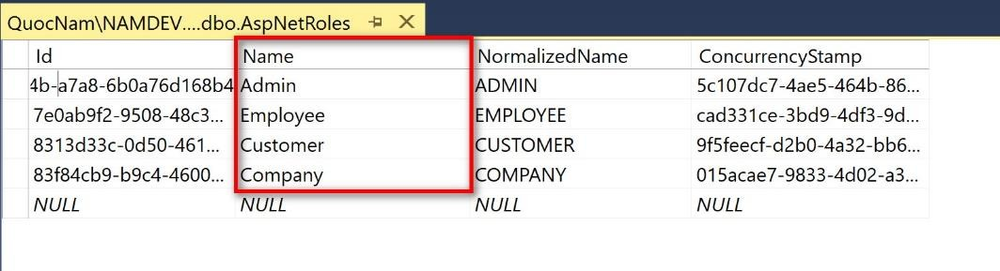 QuocNam\NAMDEV....dbo.AspNetRoles
Id Name NormalizedName ConcurrencyStamp
4b-a7a8-6b0a76d168b4 Admin ADMIN 5c107dc7-4ae5-464b-86...
7e0ab9f2-9508-48c3... Employee EMPLOYEE cad331ce-3bd9-4df3-9d...
8313d33c-0d50-461... Customer CUSTOMER 9f5feecf-d2b0-4a32-bb6...
83f84cb9-b9c4-4600... Company COMPANY 015acae7-9833-4d02-a3...
NULL NULL NULL NULL